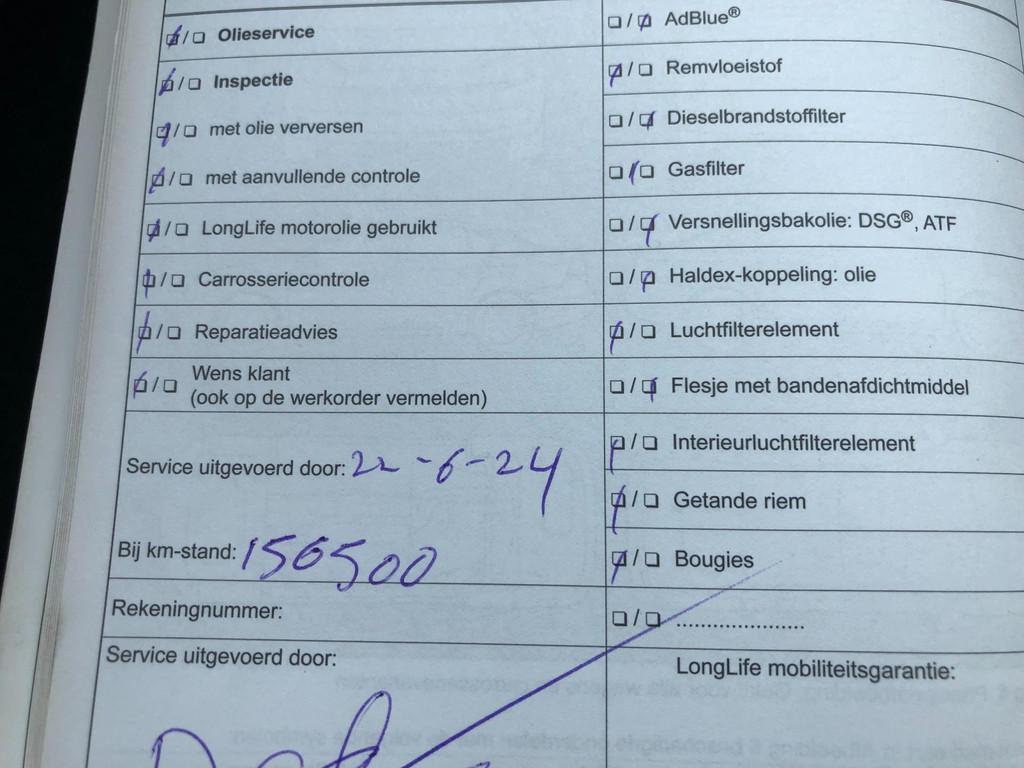 ☑/☐ Olieservice
☑/☐ Inspectie
☑/☐ met olie verversen
☑/☐ met aanvullende controle
☑/☐ LongLife motorolie gebruikt
☑/☐ Carrosseriecontrole
☑/☐ Reparatieadvies
☑/☐ Wens klant
(ook op de werkorder vermelden)
Service uitgevoerd door: 22-6-24
Bij km-stand: 156500
Rekeningnummer:
Service uitgevoerd door:
☐/☑ AdBlue®
☑/☐ Remvloeistof
☐/☑ Dieselbrandstoffilter
☐/☑ Gasfilter
☐/☑ Versnellingsbakolie: DSG®, ATF
☐/☑ Haldex-koppeling: olie
☑/☐ Luchtfilterelement
☐/☑ Flesje met bandenafdichtmiddel
☑/☐ Interieurluchtfilterelement
☑/☐ Getande riem
☑/☐ Bougies
☐/☐ .....................
LongLife mobiliteitsgarantie: